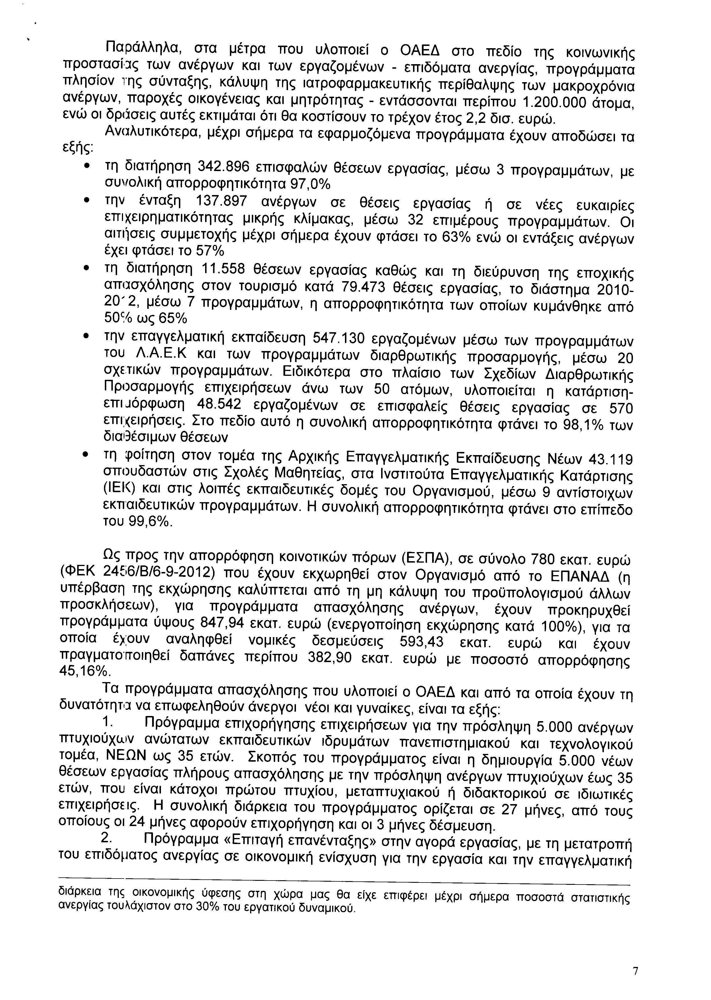 Παράλληλα, στα μέτρα που υλοποιεί ο ΟΑΕΔ στο πεδίο της κοινωνικής
προστασίας των ανέργων και των εργαζομένων - επιδόματα ανεργίας, προγράμματα
πλησίον της σύνταξης, κάλυψη της ιατροφαρμακευτικής περίθαλψης των μακροχρόνια
ανέργων, παροχές οικογένειας και μητρότητας - εντάσσονται περίπου 1.200.000 άτομα,
ενώ οι δράσεις αυτές εκτιμάται ότι θα κοστίσουν το τρέχον έτος 2,2 δισ. ευρώ.
Αναλυτικότερα, μέχρι σήμερα τα εφαρμοζόμενα προγράμματα έχουν αποδώσει τα
εξής:
• τη διατήρηση 342.896 επισφαλών θέσεων εργασίας, μέσω 3 προγραμμάτων, με
συνολική απορροφητικότητα 97,0%
• την ένταξη 137.897 ανέργων σε θέσεις εργασίας ή σε νέες ευκαιρίες
επιχειρηματικότητας μικρής κλίμακας, μέσω 32 επιμέρους προγραμμάτων. Οι
αιτήσεις συμμετοχής μέχρι σήμερα έχουν φτάσει το 63% ενώ οι εντάξεις ανέργων
έχει φτάσει το 57%
• τη διατήρηση 11.558 θέσεων εργασίας καθώς και τη διεύρυνση της εποχικής
απασχόλησης στον τουρισμό κατά 79.473 θέσεις εργασίας, το διάστημα 2010-
2012, μέσω 7 προγραμμάτων, η απορροφητικότητα των οποίων κυμάνθηκε από
50% ως 65%
• την επαγγελματική εκπαίδευση 547.130 εργαζομένων μέσω των προγραμμάτων
του Λ.Α.Ε.Κ και των προγραμμάτων διαρθρωτικής προσαρμογής, μέσω 20
σχετικών προγραμμάτων. Ειδικότερα στο πλαίσιο των Σχεδίων Διαρθρωτικής
Προσαρμογής επιχειρήσεων άνω των 50 ατόμων, υλοποιείται η κατάρτιση-
επιμόρφωση 48.542 εργαζομένων σε επισφαλείς θέσεις εργασίας σε 570
επιχειρήσεις. Στο πεδίο αυτό η συνολική απορροφητικότητα φτάνει το 98,1% των
διαθέσιμων θέσεων
• τη φοίτηση στον τομέα της Αρχικής Επαγγελματικής Εκπαίδευσης Νέων 43.119
σπουδαστών στις Σχολές Μαθητείας, στα Ινστιτούτα Επαγγελματικής Κατάρτισης
(ΙΕΚ) και στις λοιπές εκπαιδευτικές δομές του Οργανισμού, μέσω 9 αντίστοιχων
εκπαιδευτικών προγραμμάτων. Η συνολική απορροφητικότητα φτάνει στο επίπεδο
του 99,6%.
Ως προς την απορρόφηση κοινοτικών πόρων (ΕΣΠΑ), σε σύνολο 780 εκατ. ευρώ
(ΦΕΚ 2456/Β/6-9-2012) που έχουν εκχωρηθεί στον Οργανισμό από το ΕΠΑΝΑΔ (η
υπέρβαση της εκχώρησης καλύπτεται από τη μη κάλυψη του προϋπολογισμού άλλων
προσκλήσεων), για προγράμματα απασχόλησης ανέργων, έχουν προκηρυχθεί
προγράμματα ύψους 847,94 εκατ. ευρώ (ενεργοποίηση εκχώρησης κατά 100%), για τα
οποία έχουν αναληφθεί νομικές δεσμεύσεις 593,43 εκατ. ευρώ και έχουν
πραγματοποιηθεί δαπάνες περίπου 382,90 εκατ. ευρώ με ποσοστό απορρόφησης
45,16%.
Τα προγράμματα απασχόλησης που υλοποιεί ο ΟΑΕΔ και από τα οποία έχουν τη
δυνατότητα να επωφεληθούν άνεργοι νέοι και γυναίκες, είναι τα εξής:
1. Πρόγραμμα επιχορήγησης επιχειρήσεων για την πρόσληψη 5.000 ανέργων
πτυχιούχων ανώτατων εκπαιδευτικών ιδρυμάτων πανεπιστημιακού και τεχνολογικού
τομέα, ΝΕΩΝ ως 35 ετών. Σκοπός του προγράμματος είναι η δημιουργία 5.000 νέων
θέσεων εργασίας πλήρους απασχόλησης με την πρόσληψη ανέργων πτυχιούχων έως 35
ετών, που είναι κάτοχοι πρώτου πτυχίου, μεταπτυχιακού ή διδακτορικού σε ιδιωτικές
επιχειρήσεις. Η συνολική διάρκεια του προγράμματος ορίζεται σε 27 μήνες, από τους
οποίους οι 24 μήνες αφορούν επιχορήγηση και οι 3 μήνες δέσμευση.
2. Πρόγραμμα «Επιταγή επανένταξης» στην αγορά εργασίας, με τη μετατροπή
του επιδόματος ανεργίας σε οικονομική ενίσχυση για την εργασία και την επαγγελματική
διάρκεια της οικονομικής ύφεσης στη χώρα μας θα είχε επιφέρει μέχρι σήμερα ποσοστά στατιστικής
ανεργίας τουλάχιστον στο 30% του εργατικού δυναμικού.
7